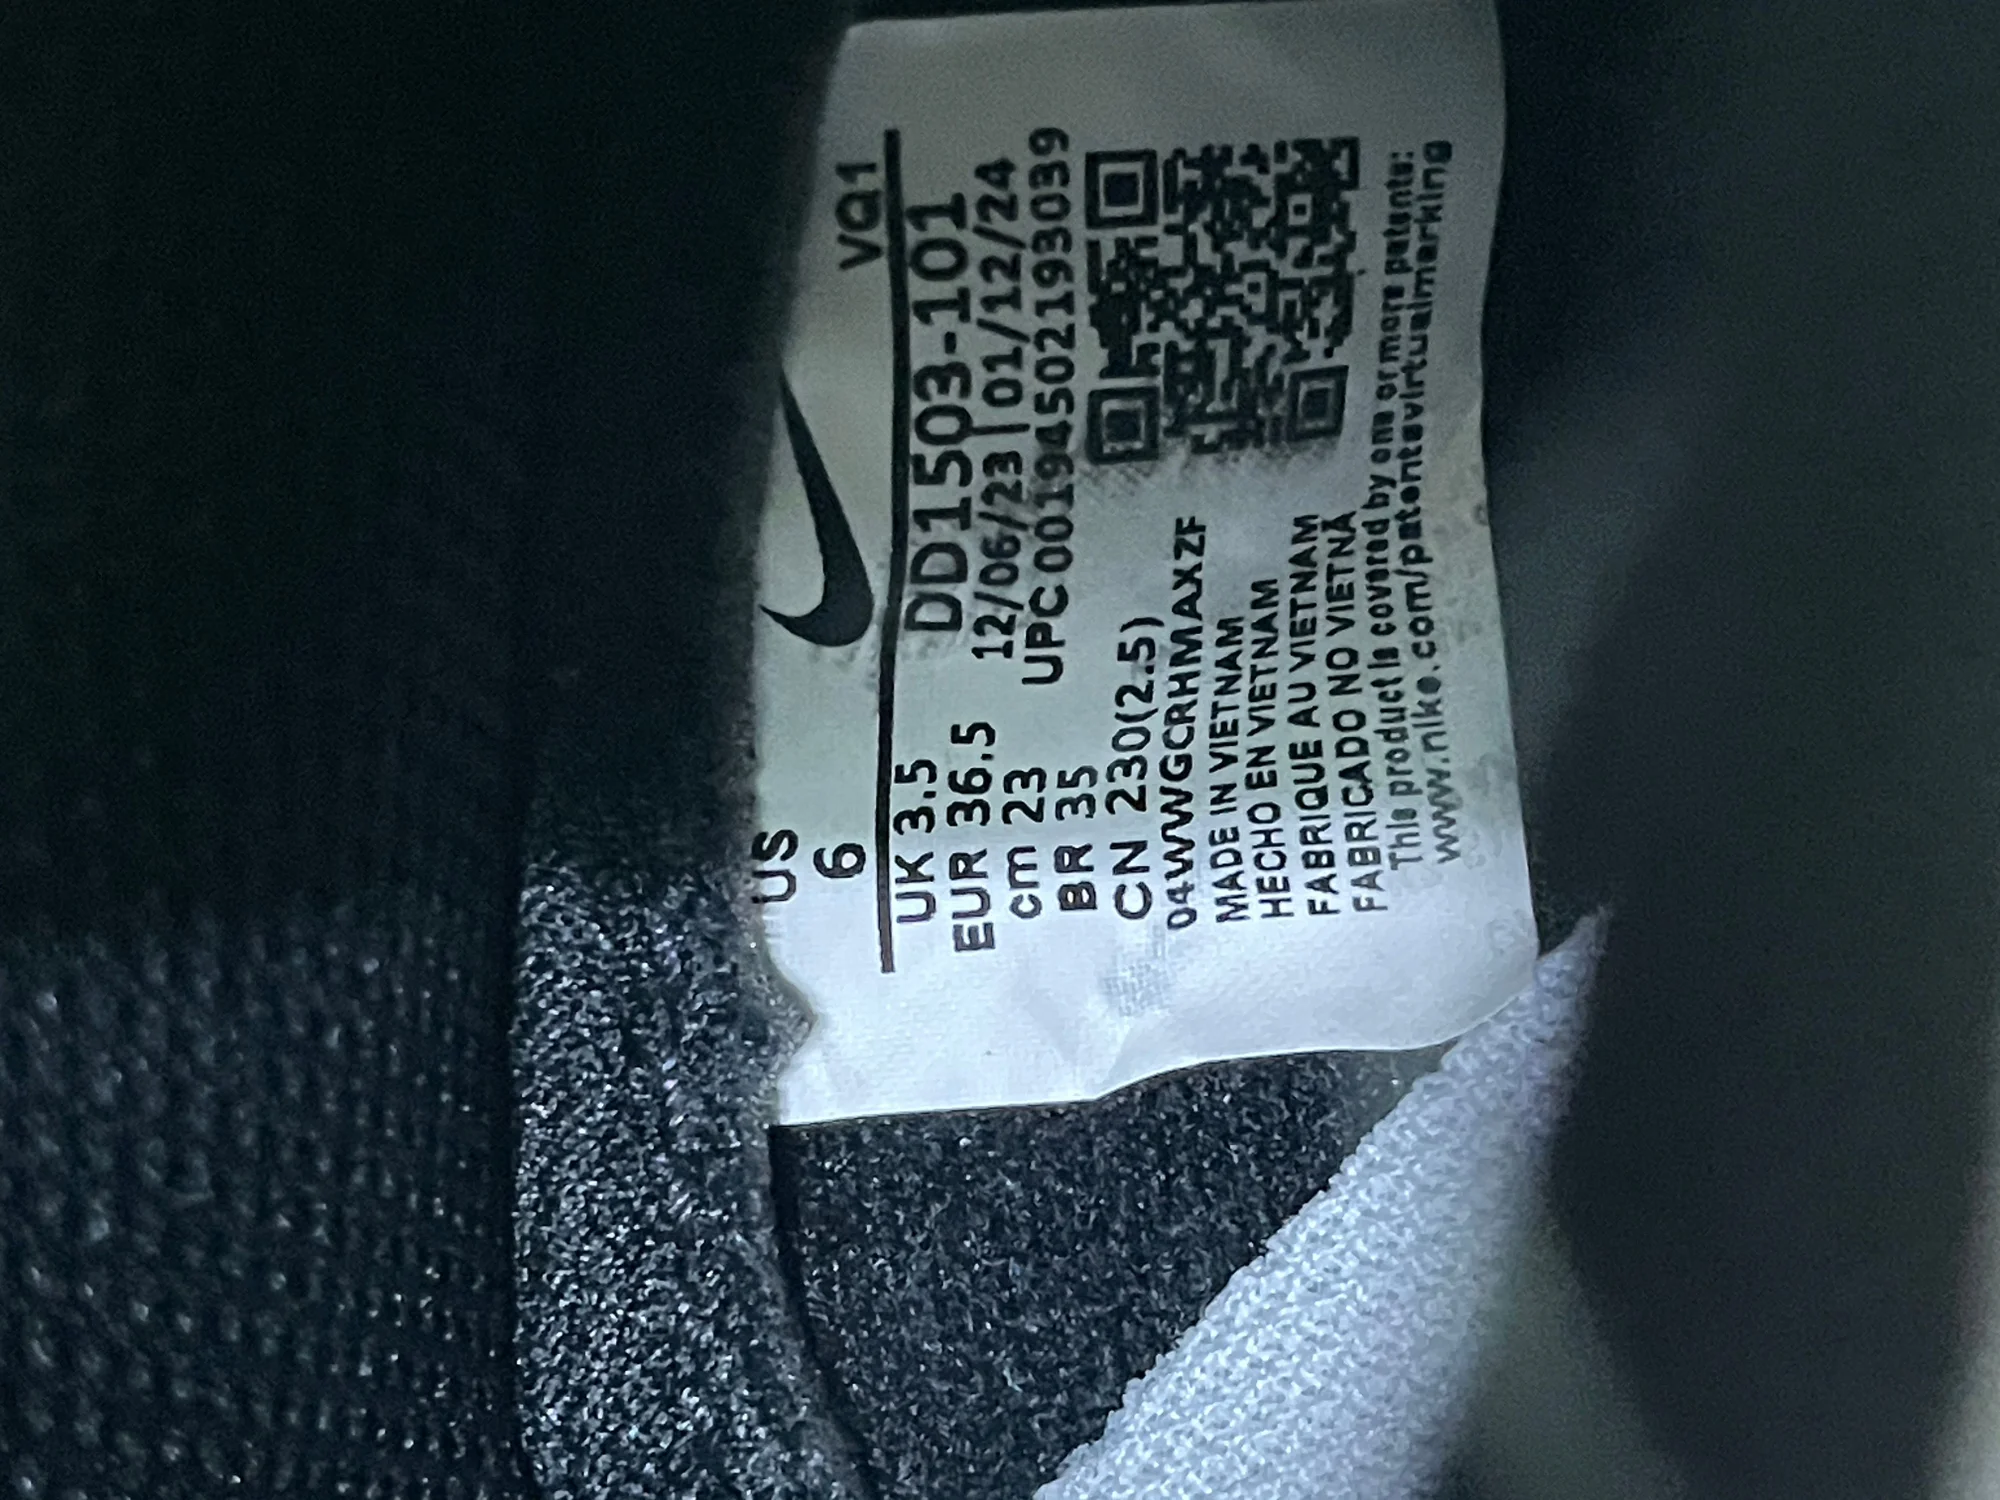 US
6
VQ1
UK 3.5
EUR 36.5
cm 23
BR 35
CN 230(2.5)
DD1503-101
12/06/23|01/12/24
UPC00194502193039
04WWGCRHMAXZF
MADE IN VIETNAM
HECHO EN VIETNAM
FABRIQUE AU VIETNAM
FABRICADO NO VIETNÃ
This product is covered by one or more patents:
www.nike.com/patentsvirtualmarking